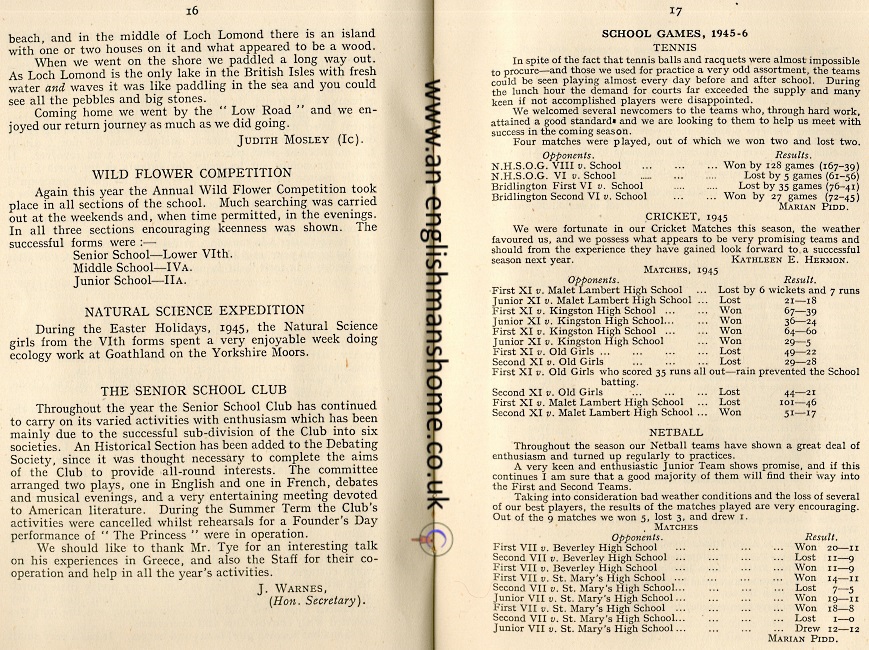 16
beach, and in the middle of Loch Lomond there is an island
with one or two houses on it and what appeared to be a wood.
When we went on the shore we paddled a long way out.
As Loch Lomond is the only lake in the British Isles with fresh
water and waves it was like paddling in the sea and you could
see all the pebbles and big stones.
Coming home we went by the " Low Road " and we en-
joyed our return journey as much as we did going.
JUDITH MOSLEY (Ic).
WILD FLOWER COMPETITION
Again this year the Annual Wild Flower Competition took
place in all sections of the school. Much searching was carried
out at the weekends and, when time permitted, in the evenings.
In all three sections encouraging keenness was shown. The
successful forms were :—
Senior School—Lower VIth.
Middle School—IVA.
Junior School—IIA.
NATURAL SCIENCE EXPEDITION
During the Easter Holidays, 1945, the Natural Science
girls from the VIth forms spent a very enjoyable week doing
ecology work at Goathland on the Yorkshire Moors.
THE SENIOR SCHOOL CLUB
Throughout the year the Senior School Club has continued
to carry on its varied activities with enthusiasm which has been
mainly due to the successful sub-division of the Club into six
societies. An Historical Section has been added to the Debating
Society, since it was thought necessary to complete the aims
of the Club to provide all-round interests. The committee
arranged two plays, one in English and one in French, debates
and musical evenings, and a very entertaining meeting devoted
to American literature. During the Summer Term the Club's
activities were cancelled whilst rehearsals for a Founder's Day
performance of " The Princess " were in operation.
We should like to thank Mr. Tye for an interesting talk
on his experiences in Greece, and also the Staff for their co-
operation and help in all the year's activities.
J. WARNES,
(Hon. Secretary).
www.an-englishmanshome.co.uk
17
SCHOOL GAMES, 1945-6
TENNIS
In spite of the fact that tennis balls and racquets were almost impossible
to procure—and those we used for practice a very odd assortment, the teams
could be seen playing almost every day before and after school. During
the lunch hour the demand for courts far exceeded the supply and many
keen if not accomplished players were disappointed.
We welcomed several newcomers to the teams who, through hard work,
attained a good standard and we are looking to them to help us meet with
success in the coming season.
Four matches were played, out of which we won two and lost two.
Opponents. Results.
N.H.S.O.G. VIII v. School ... ... ... Won by 128 games (167-39)
N.H.S.O.G. VI v. School ..... .... .... Lost by 5 games (61-56)
Bridlington First VI v. School .... .... Lost by 35 games (76-41)
Bridlington Second VI v. School ... ... Won by 27 games (72-45)
MARIAN PIDD.
CRICKET, 1945
We were fortunate in our Cricket Matches this season, the weather
favoured us, and we possess what appears to be very promising teams and
should from the experience they have gained look forward to a successful
season next year. KATHLEEN E. HERMON.
MATCHES, 1945
Opponents. Result.
First XI v. Malet Lambert High School ... Lost by 6 wickets and 7 runs
Junior XI v. Malet Lambert High School ... Lost 21—18
First XI v. Kingston High School ... ... Won 67—39
Junior XI v. Kingston High School... ... Won 36—24
First XI v. Kingston High School ... ... Won 64—60
Junior XI v. Kingston High School ... Won 29—5
First XI v. Old Girls ... ... ... ... Lost 49—22
Second XI v. Old Girls ... ... ... Lost 29—28
First XI v. Old Girls who scored 35 runs all out—rain prevented the School
batting.
Second XI v. Old Girls ... ... ... Lost 44—21
First XI v. Malet Lambert High School ... Lost 101—46
Second XI v. Malet Lambert High School ... Won 51—17
NETBALL
Throughout the season our Netball teams have shown a great deal of
enthusiasm and turned up regularly to practices.
A very keen and enthusiastic Junior Team shows promise, and if this
continues I am sure that a good majority of them will find their way into
the First and Second Teams.
Taking into consideration bad weather conditions and the loss of several
of our best players, the results of the matches played are very encouraging.
Out of the 9 matches we won 5, lost 3, and drew 1.
MATCHES
Opponents. Result.
First VII v. Beverley High School ... ... ... ... Won 20—11
Second VII v. Beverley High School ... ... ... ... Lost 11—9
First VII v. Beverley High School ... ... ... ... Won 11—9
First VII v. St. Mary's High School ... ... ... ... Won 14—11
Second VII v. St. Mary's High School... ... ... ... Lost 7—5
Junior VII v. St. Mary's High School... ... ... ... Won 19—11
First VII v. St. Mary's High School ... ... ... ... Won 18—8
Second VII v. St. Mary's High School... ... ... ... Lost 1—0
Junior VII v. St. Mary's High School... ... ... ... Drew 12—12
MARIAN PIDD.